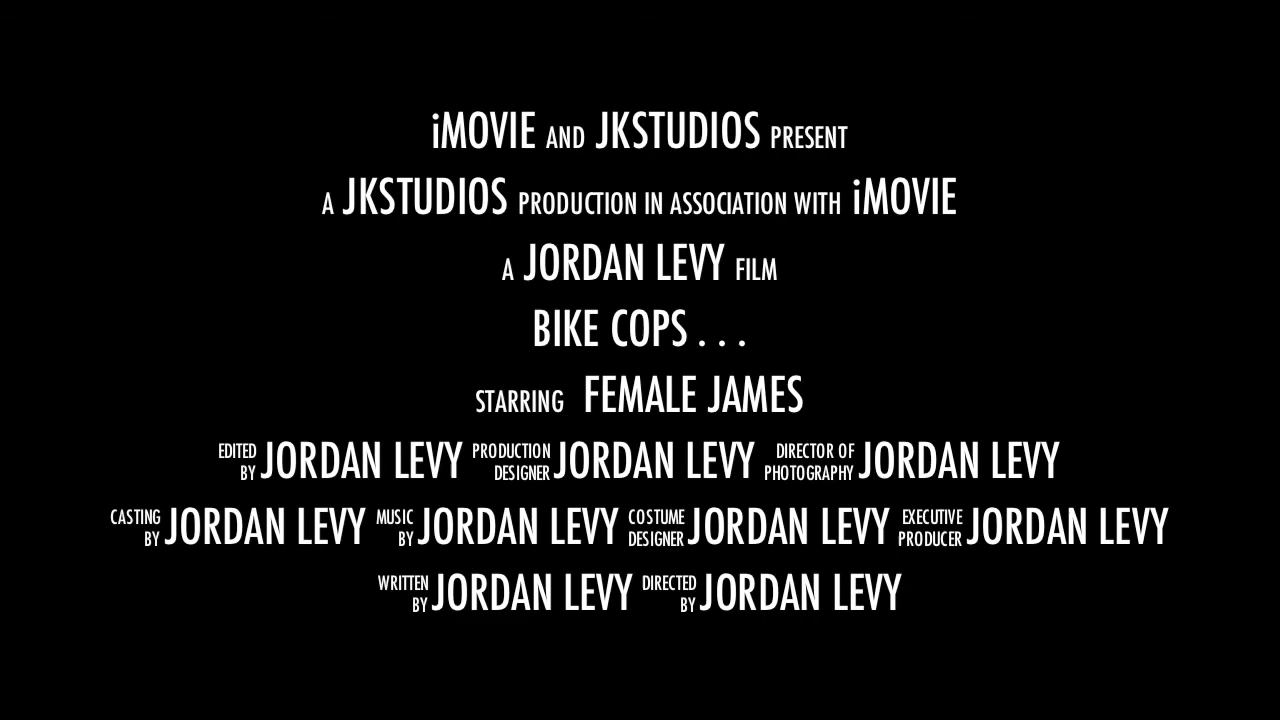 iMOVIE AND JKSTUDIOS PRESENT
A JKSTUDIOS PRODUCTION IN ASSOCIATION WITH iMOVIE
A JORDAN LEVY FILM
BIKE COPS . . .
STARRING FEMALE JAMES
EDITED BY JORDAN LEVY PRODUCTION DESIGNER JORDAN LEVY DIRECTOR OF PHOTOGRAPHY JORDAN LEVY
CASTING BY JORDAN LEVY MUSIC BY JORDAN LEVY COSTUME DESIGNER JORDAN LEVY EXECUTIVE PRODUCER JORDAN LEVY
WRITTEN BY JORDAN LEVY DIRECTED BY JORDAN LEVY